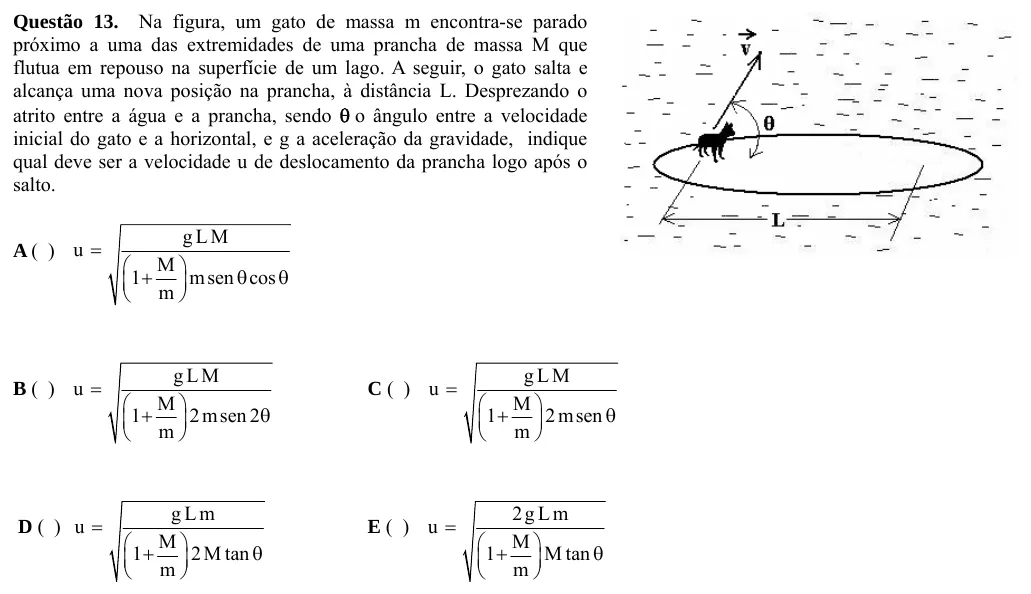 Questão 13. Na figura, um gato de massa m encontra-se parado
próximo a uma das extremidades de uma prancha de massa M que
flutua em repouso na superfície de um lago. A seguir, o gato salta e
alcança uma nova posição na prancha, à distância L. Desprezando o
atrito entre a água e a prancha, sendo θ o ângulo entre a velocidade
inicial do gato e a horizontal, e g a aceleração da gravidade, indique
qual deve ser a velocidade u de deslocamento da prancha logo após o
salto.
v
θ
L
A ( ) u = √(gLM / ((1 + M/m) m sen θ cos θ))
B ( ) u = √(gLM / ((1 + M/m) 2 m sen 2θ))
C ( ) u = √(gLM / ((1 + M/m) 2 m sen θ))
D ( ) u = √(gLm / ((1 + M/m) 2 M tan θ))
E ( ) u = √(2gLm / ((1 + M/m) M tan θ))